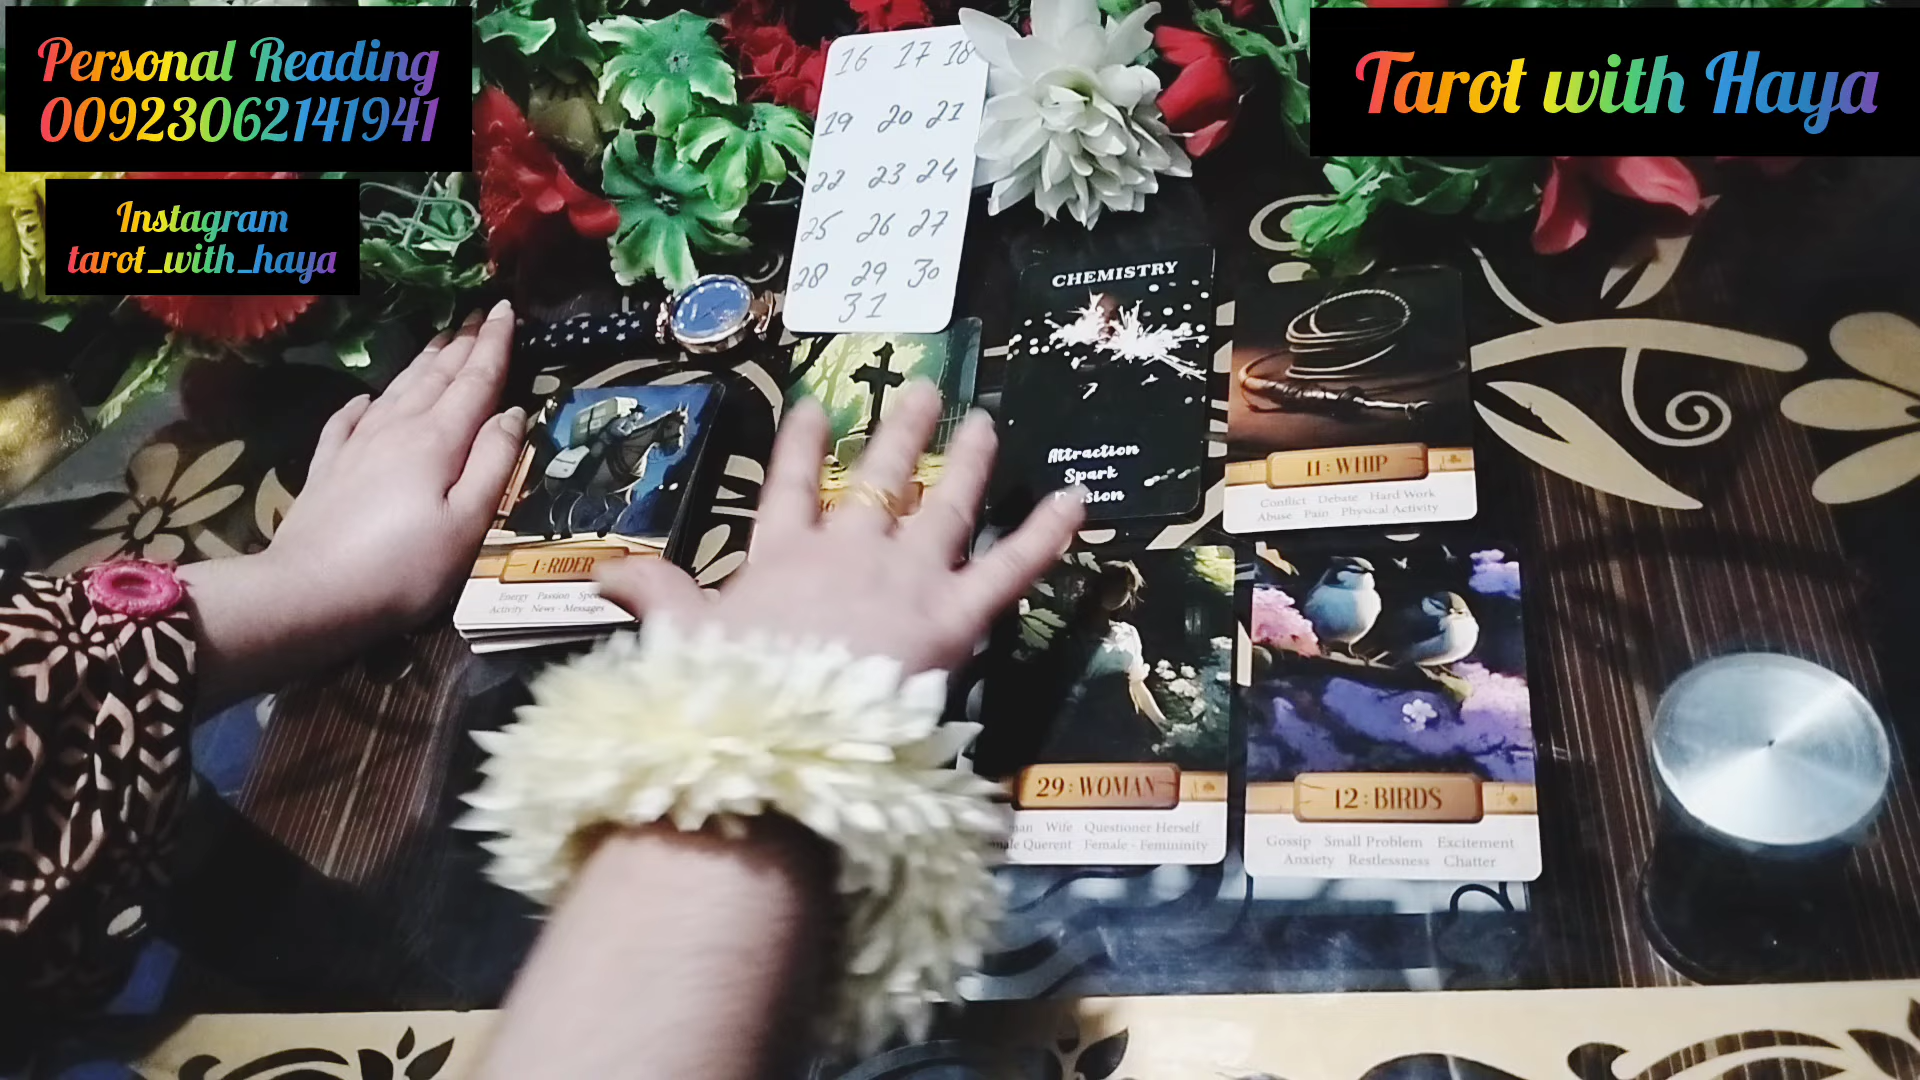 Personal Reading
00923062141941
Instagram
tarot_with_haya
Tarot with Haya
16 17 18
19 20 21
22 23 24
25 26 27
28 29 30
31
CHEMISTRY
Attraction
Spark
11: WHIP
Conflict Debate Hard Work
Abuse Pain Physical Activity
1: RIDER
Energy Passion
Activity News - Messages
29: WOMAN
Wife Questioner Herself
Querent Female - Femininity
12: BIRDS
Gossip Small Problem Excitement
Anxiety Restlessness Chatter